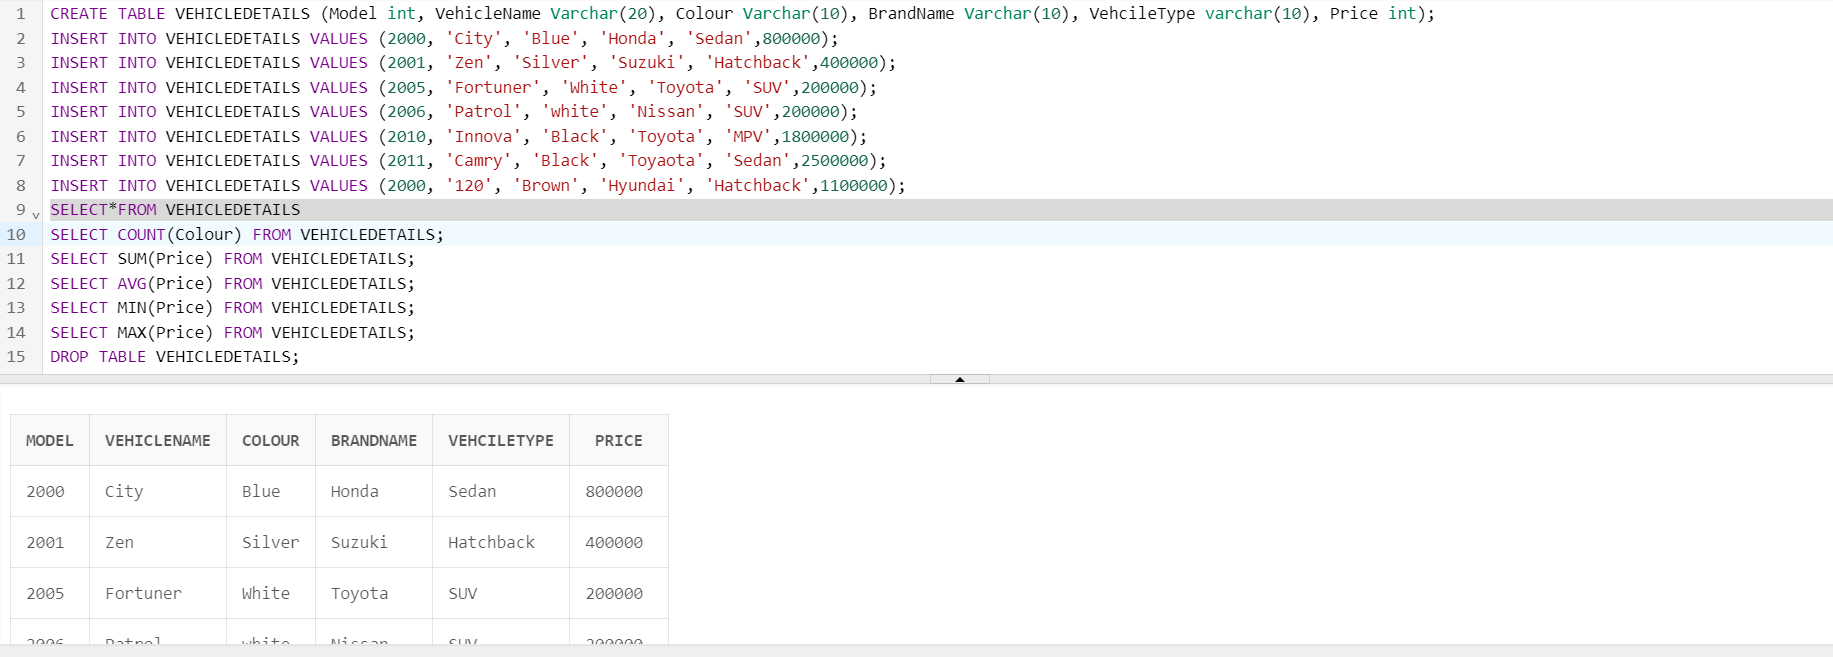 1 CREATE TABLE VEHICLEDETAILS (Model int, VehicleName Varchar(20), Colour Varchar(10), BrandName Varchar(10), VehcileType varchar(10), Price int);
2 INSERT INTO VEHICLEDETAILS VALUES (2000, 'City', 'Blue', 'Honda', 'Sedan',800000);
3 INSERT INTO VEHICLEDETAILS VALUES (2001, 'Zen', 'Silver', 'Suzuki', 'Hatchback',400000);
4 INSERT INTO VEHICLEDETAILS VALUES (2005, 'Fortuner', 'White', 'Toyota', 'SUV',200000);
5 INSERT INTO VEHICLEDETAILS VALUES (2006, 'Patrol', 'white', 'Nissan', 'SUV',200000);
6 INSERT INTO VEHICLEDETAILS VALUES (2010, 'Innova', 'Black', 'Toyota', 'MPV',1800000);
7 INSERT INTO VEHICLEDETAILS VALUES (2011, 'Camry', 'Black', 'Toyaota', 'Sedan',2500000);
8 INSERT INTO VEHICLEDETAILS VALUES (2000, '120', 'Brown', 'Hyundai', 'Hatchback',1100000);
9 SELECT*FROM VEHICLEDETAILS
10 SELECT COUNT(Colour) FROM VEHICLEDETAILS;
11 SELECT SUM(Price) FROM VEHICLEDETAILS;
12 SELECT AVG(Price) FROM VEHICLEDETAILS;
13 SELECT MIN(Price) FROM VEHICLEDETAILS;
14 SELECT MAX(Price) FROM VEHICLEDETAILS;
15 DROP TABLE VEHICLEDETAILS;
MODEL VEHICLENAME COLOUR BRANDNAME VEHCILETYPE PRICE
2000 City Blue Honda Sedan 800000
2001 Zen Silver Suzuki Hatchback 400000
2005 Fortuner White Toyota SUV 200000
2006 Patrol white Nissan SUV 200000